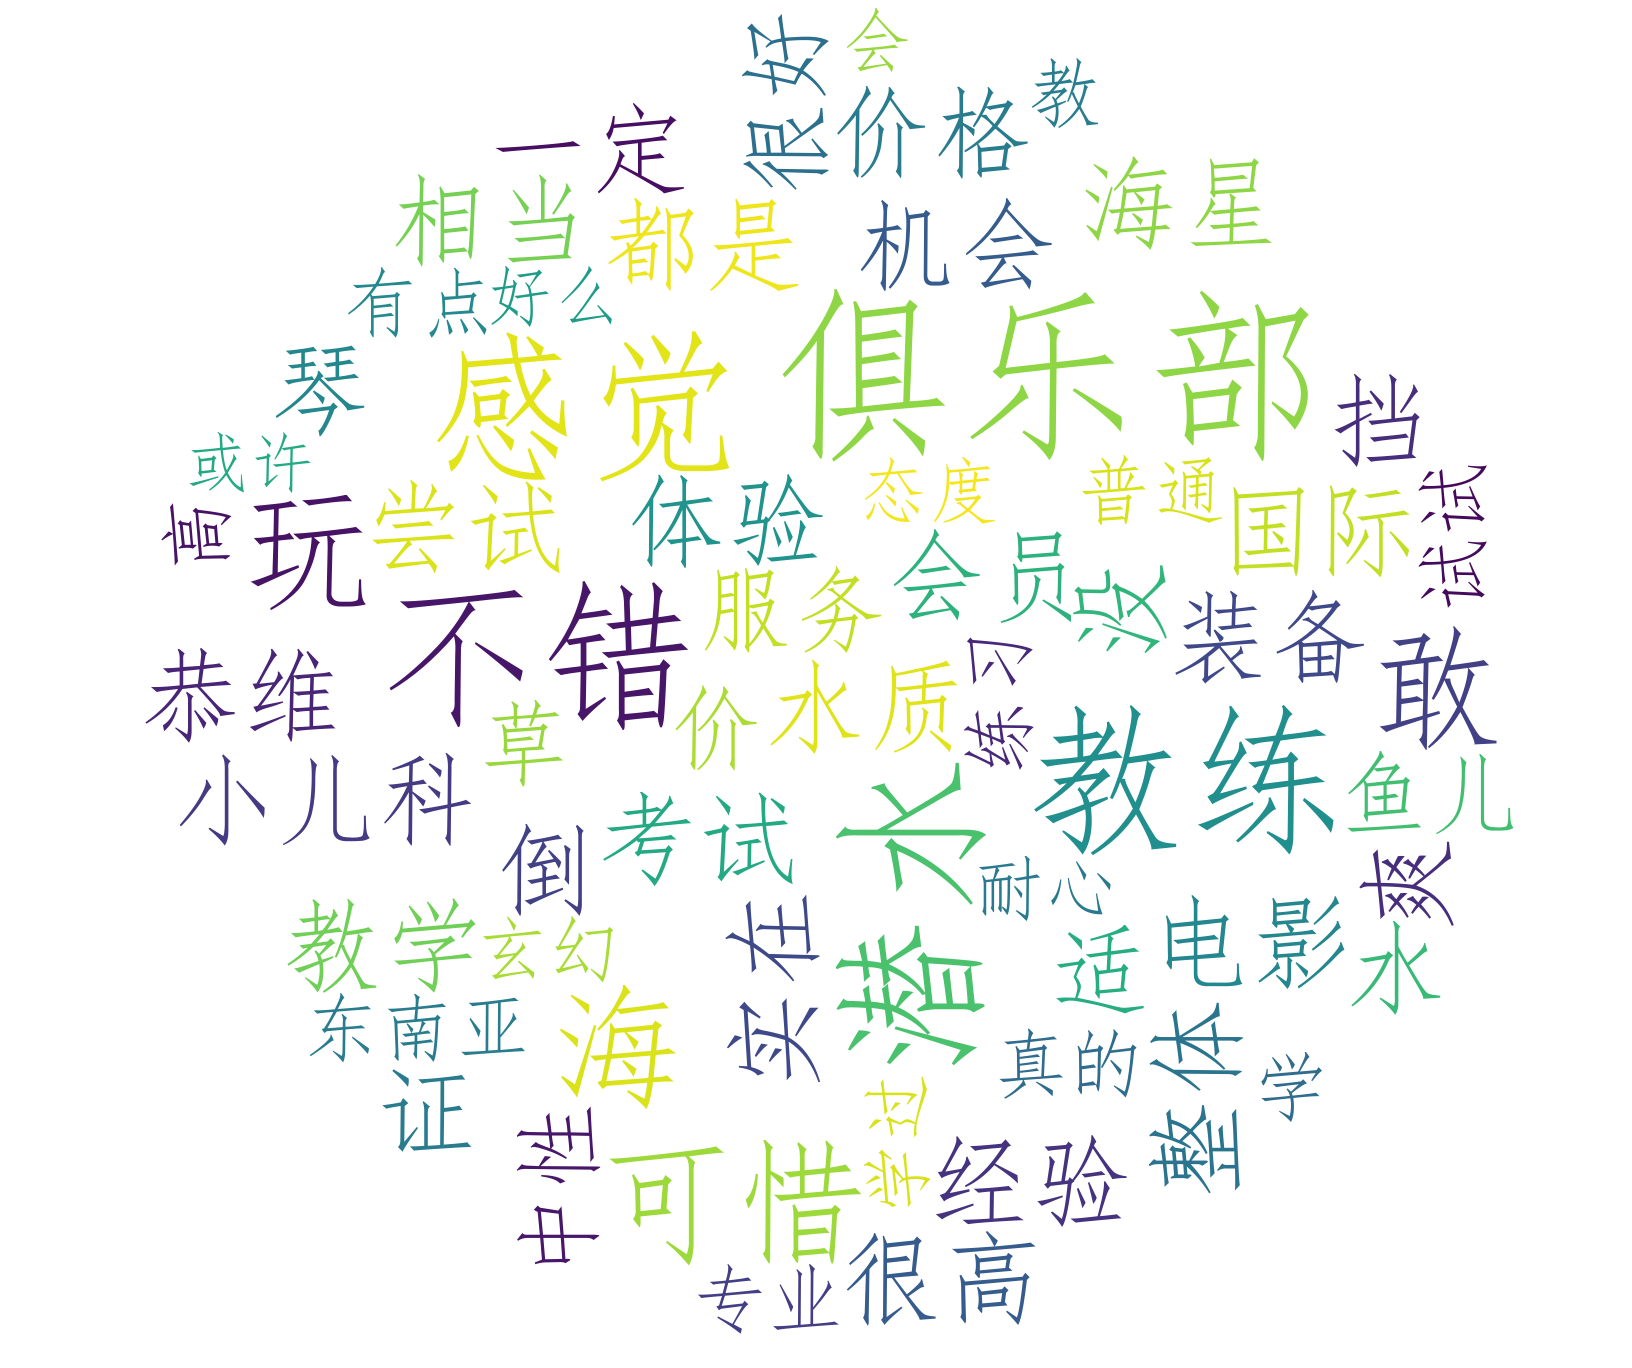 会
很好
价格
教
一定
海星
相当
都是
机会
有点
好
么
俱乐部
感觉
琴
挡
或许
态度
普通
试试
高
玩
尝试
体验
国际
会员
没
不错
服务
装备
敢
恭维
练习
水质
草
价
教练
小儿科
鱼儿
考试
潜水
倒
爽
耐心
教学
玄幻
实在
适
电影
水
东南亚
海
整体
真的
学
证
中性
可惜
学过
经验
很高
专业